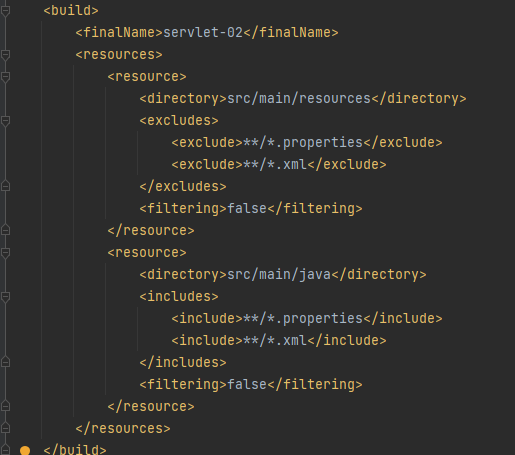 <build>
<finalName>servlet-02</finalName>
<resources>
<resource>
<directory>src/main/resources</directory>
<excludes>
<exclude>**/*.properties</exclude>
<exclude>**/*.xml</exclude>
</excludes>
<filtering>false</filtering>
</resource>
<resource>
<directory>src/main/java</directory>
<includes>
<include>**/*.properties</include>
<include>**/*.xml</include>
</includes>
<filtering>false</filtering>
</resource>
</resources>
</build>